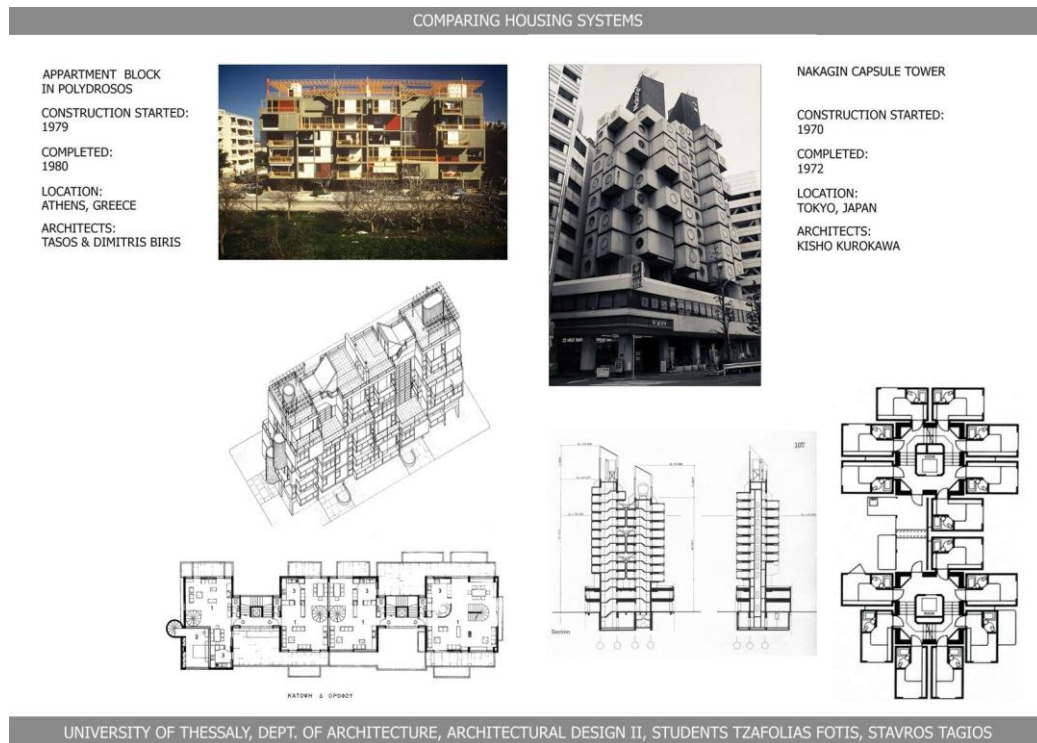 COMPARING HOUSING SYSTEMS
APPARTMENT BLOCK
IN POLYDROSOS
CONSTRUCTION STARTED:
1979
COMPLETED:
1980
LOCATION:
ATHENS, GREECE
ARCHITECTS:
TASOS & DIMITRIS BIRIS
NAKAGIN CAPSULE TOWER
CONSTRUCTION STARTED:
1970
COMPLETED:
1972
LOCATION:
TOKYO, JAPAN
ARCHITECTS:
KISHO KUROKAWA
Section
ΚΑΤΟΨΗ Δ ΟΡΟΦΟΥ
UNIVERSITY OF THESSALY, DEPT. OF ARCHITECTURE, ARCHITECTURAL DESIGN II, STUDENTS TZAFOLIAS FOTIS, STAVROS TAGIOS